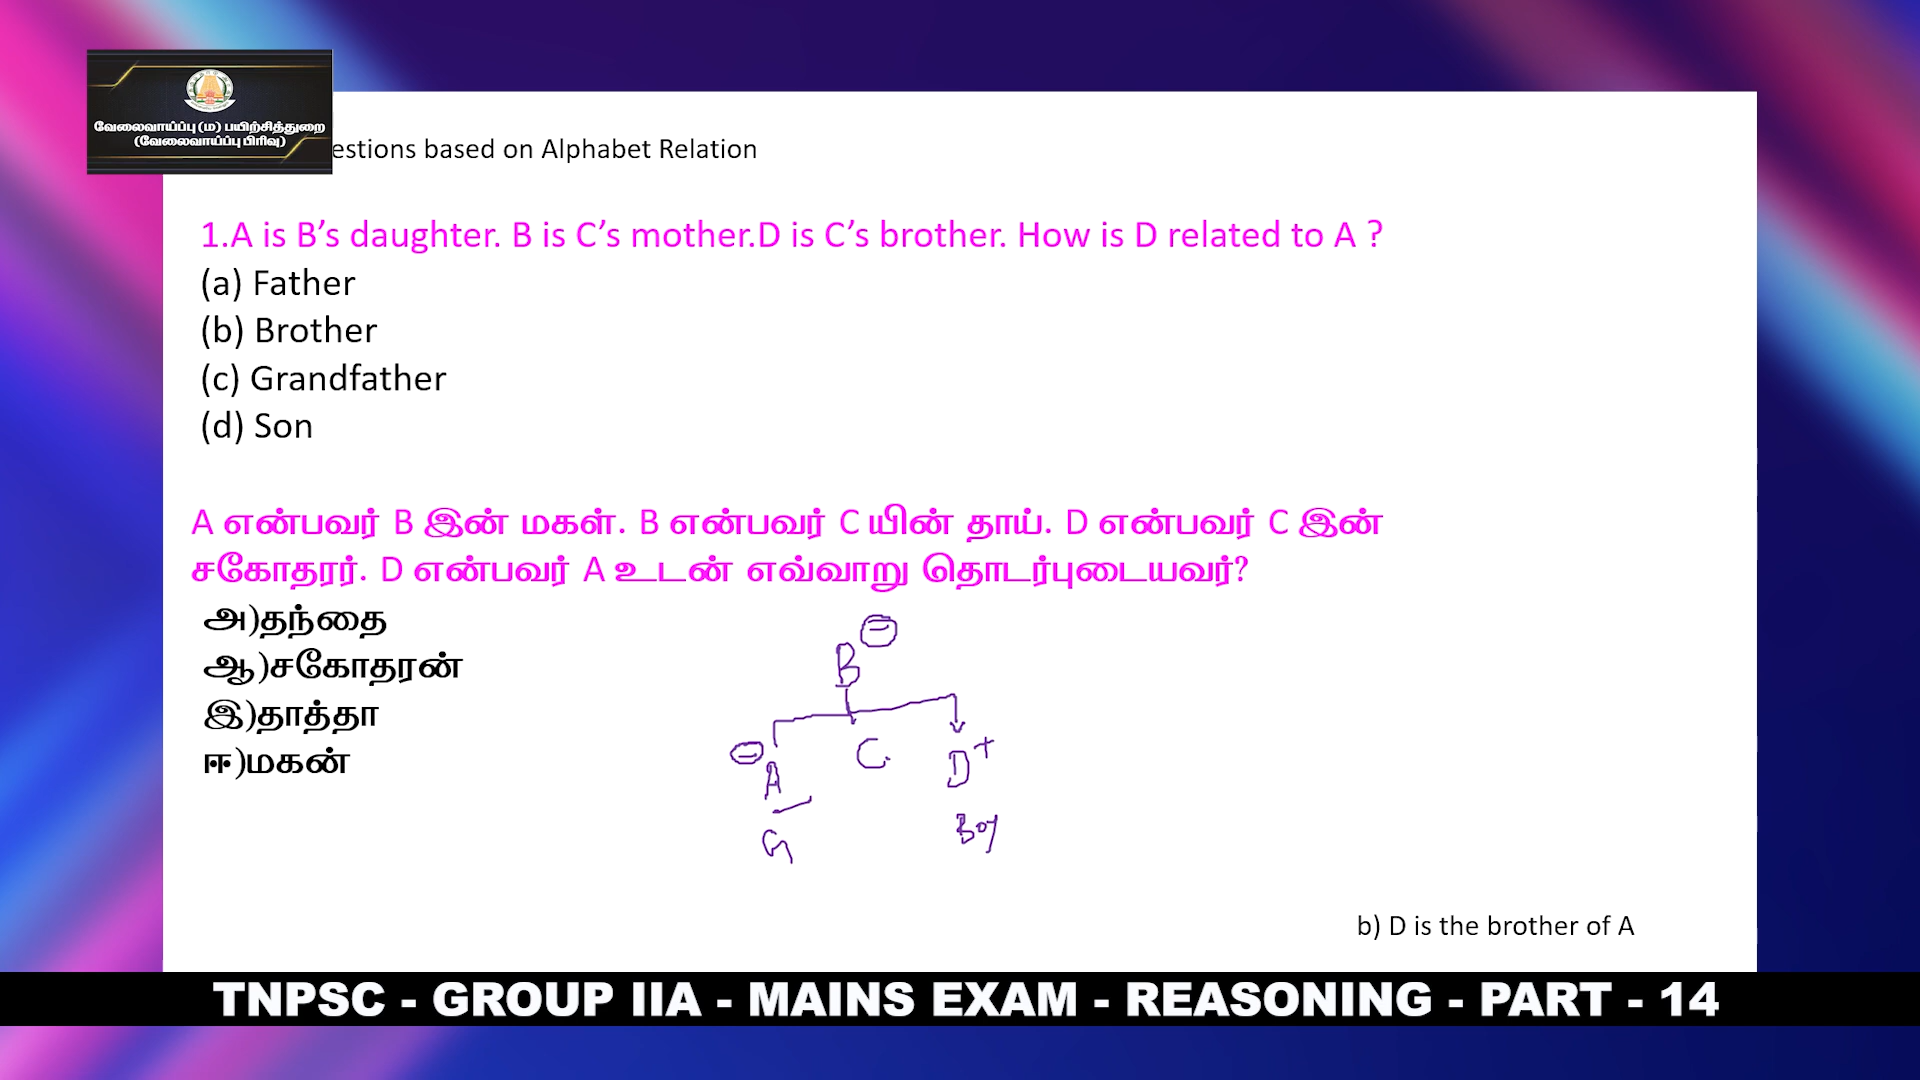 வேலைவாய்ப்பு (ம) பயிற்சித்துறை
(வேலைவாய்ப்பு பிரிவு)
estions based on Alphabet Relation
1.A is B’s daughter. B is C’s mother.D is C’s brother. How is D related to A ?
(a) Father
(b) Brother
(c) Grandfather
(d) Son
A என்பவர் B இன் மகள். B என்பவர் C யின் தாய். D என்பவர் C இன்
சகோதரர். D என்பவர் A உடன் எவ்வாறு தொடர்புடையவர்?
அ)தந்தை
ஆ)சகோதரன்
இ)தாத்தா
ஈ)மகன்
−
B
− A C D +
G Boy
b) D is the brother of A
TNPSC - GROUP IIA - MAINS EXAM - REASONING - PART - 14